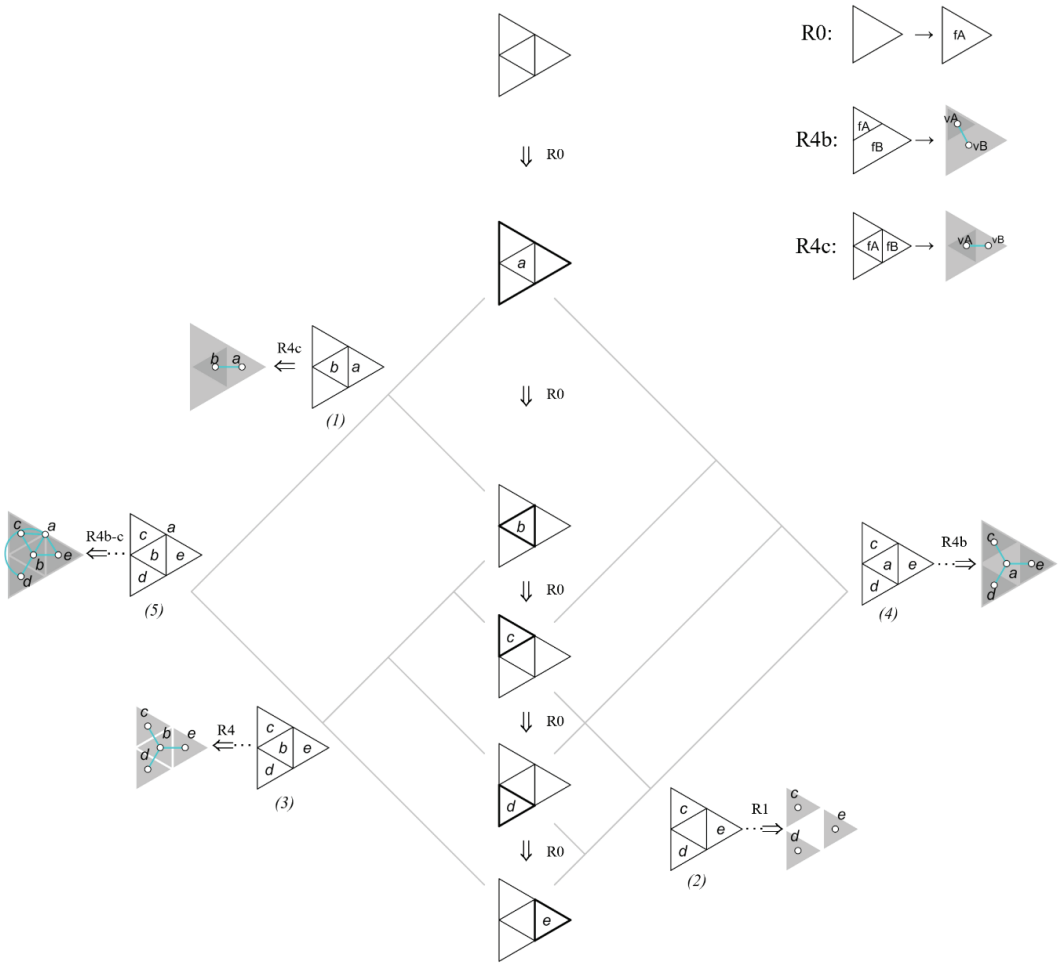 R0: → fA
⇓ R0
R4b: fA fB → vA vB
R4c: fA fB → vA vB
a
b a ⇐ R4c b a
(1)
⇓ R0
b
c a d b e ⇐··· R4b-c c a b e d
(5)
c a e d ···⇒ R4b c a e d
(4)
⇓ R0
c
c b e d ⇐··· R4 c b e d
(3)
⇓ R0
d
c e d ···⇒ R1 c e d
(2)
⇓ R0
e